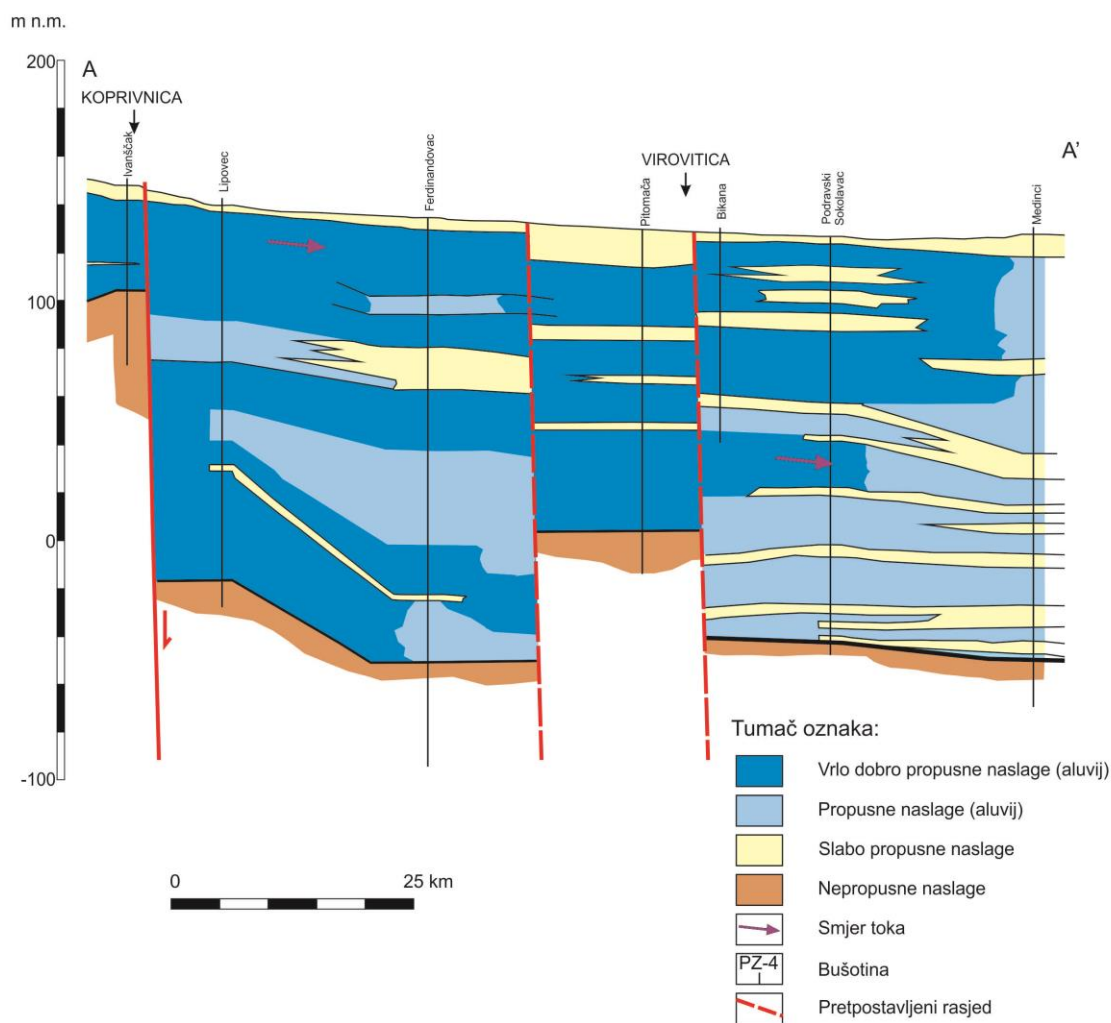 m n.m.
200
A
KOPRIVNICA
Ivanščak
Lipovec
Ferdinandovac
VIROVITICA
Pitomača
Bikana
Podravski
Sokolavac
A'
Medinci
100
0
-100
Tumač oznaka:
Vrlo dobro propusne naslage (aluvij)
Propusne naslage (aluvij)
Slabo propusne naslage
Nepropusne naslage
Smjer toka
PZ-4
Bušotina
Pretpostavljeni rasjed
0
25 km